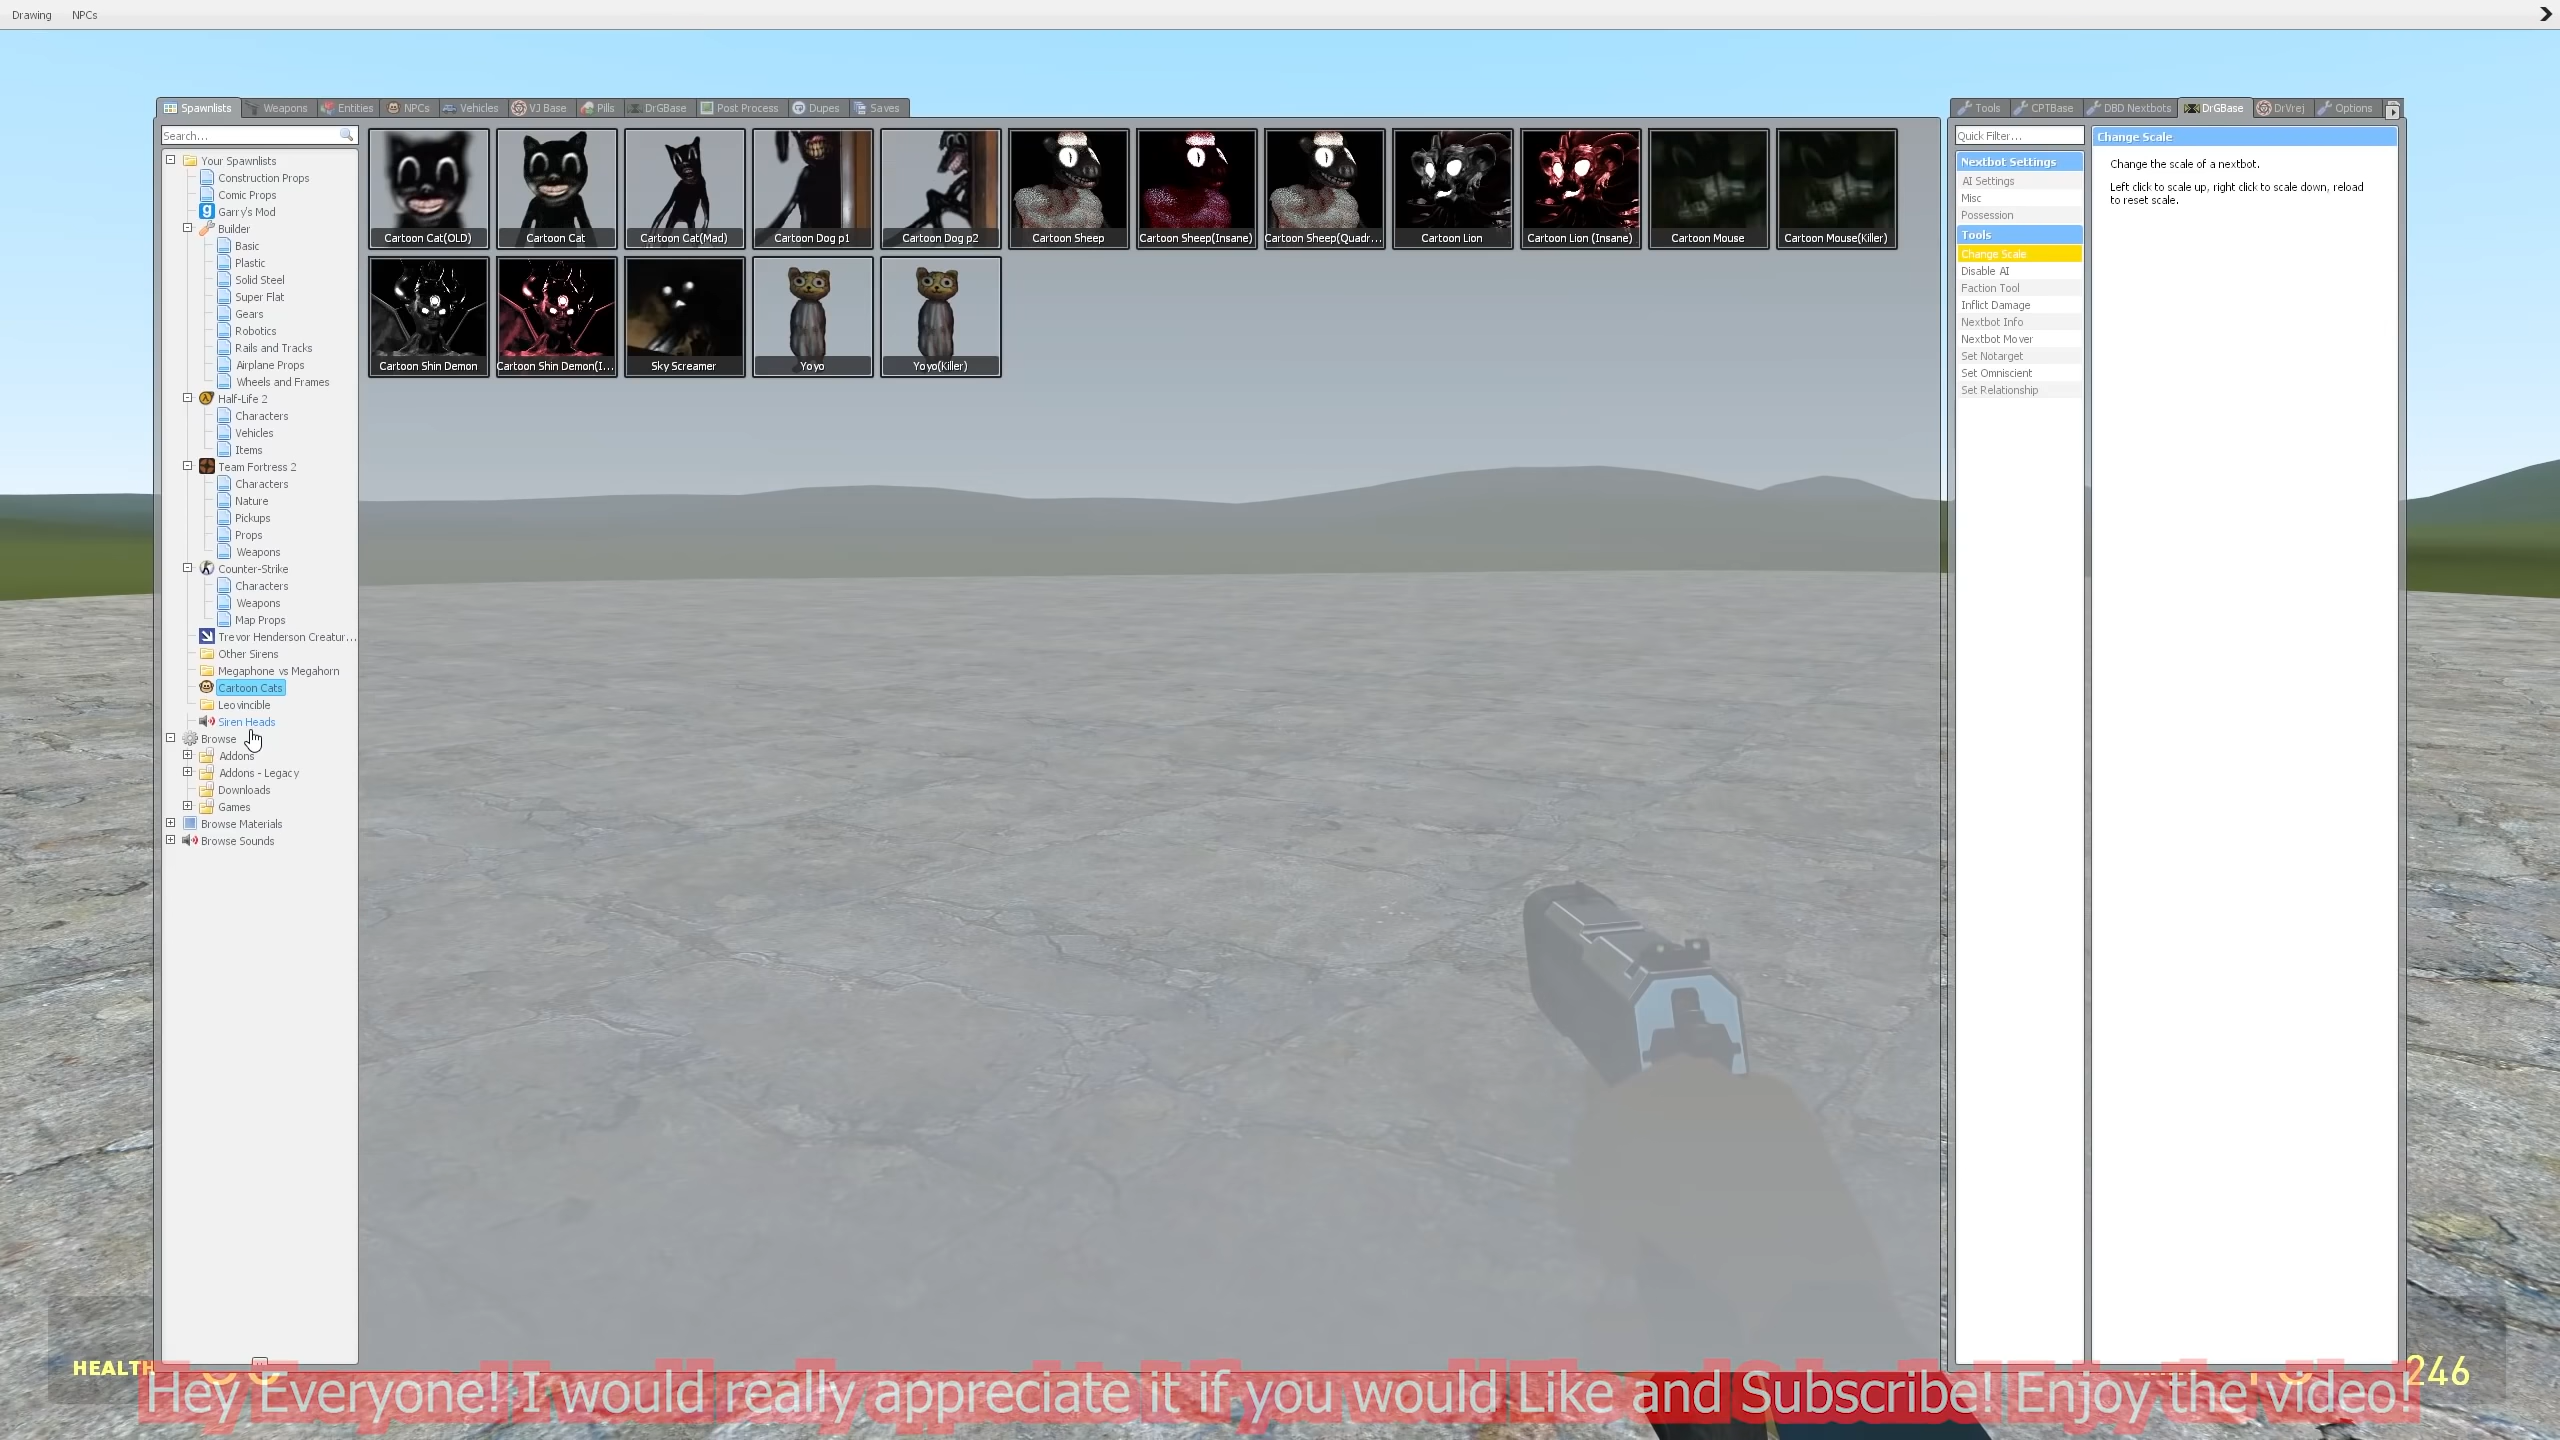 Drawing NPCs
Spawnlists Weapons Entities NPCs Vehicles VJ Base Pills DrGBase Post Process Dupes Saves
Search...
Your Spawnlists
Construction Props
Comic Props
Garry's Mod
Builder
Basic
Plastic
Solid Steel
Super Flat
Gears
Robotics
Rails and Tracks
Airplane Props
Wheels and Frames
Half-Life 2
Characters
Vehicles
Items
Team Fortress 2
Characters
Nature
Pickups
Props
Weapons
Counter-Strike
Characters
Weapons
Map Props
Trevor Henderson Creatur...
Other Sirens
Megaphone vs Megahorn
Cartoon Cats
Leovincible
Siren Heads
Browse
Addons
Addons - Legacy
Downloads
Games
Browse Materials
Browse Sounds
Cartoon Cat(OLD) Cartoon Cat Cartoon Cat(Mad) Cartoon Dog p1 Cartoon Dog p2 Cartoon Sheep Cartoon Sheep(Insane) Cartoon Sheep(Quadr... Cartoon Lion Cartoon Lion (Insane) Cartoon Mouse Cartoon Mouse(Killer)
Cartoon Shin Demon Cartoon Shin Demon(I... Sky Screamer Yoyo Yoyo(Killer)
Tools CPTBase DBD Nextbots DrGBase DrVrej Options
Quick Filter...
Nextbot Settings
AI Settings
Misc
Possession
Tools
Change Scale
Disable AI
Faction Tool
Inflict Damage
Nextbot Info
Nextbot Mover
Set Notarget
Set Omniscient
Set Relationship
Change Scale
Change the scale of a nextbot.
Left click to scale up, right click to scale down, reload
to reset scale.
HEALTH
246
Hey Everyone! I would really appreciate it if you would Like and Subscribe! Enjoy the video!